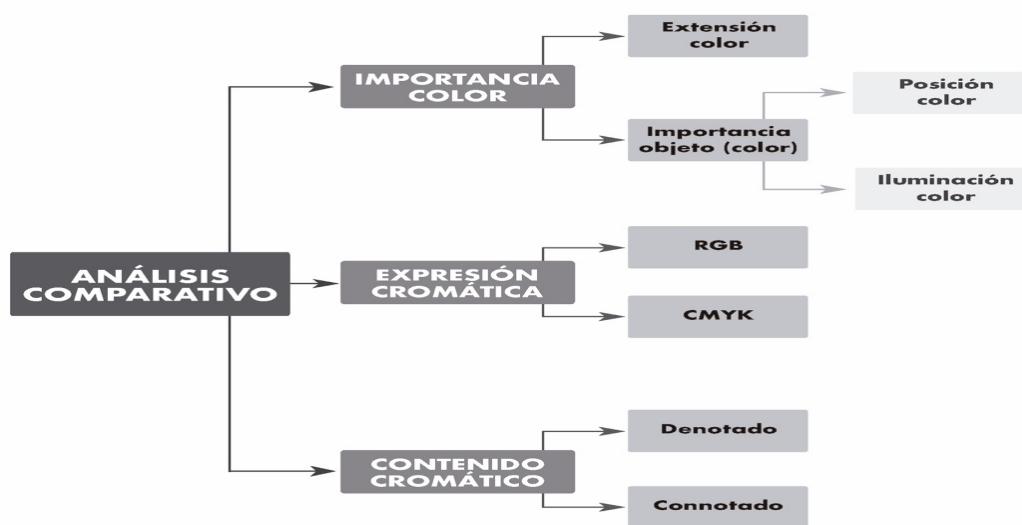 ANÁLISIS
COMPARATIVO
IMPORTANCIA
COLOR
Extensión
color
Importancia
objeto (color)
Posición
color
Iluminación
color
EXPRESIÓN
CROMÁTICA
RGB
CMYK
CONTENIDO
CROMÁTICO
Denotado
Connotado